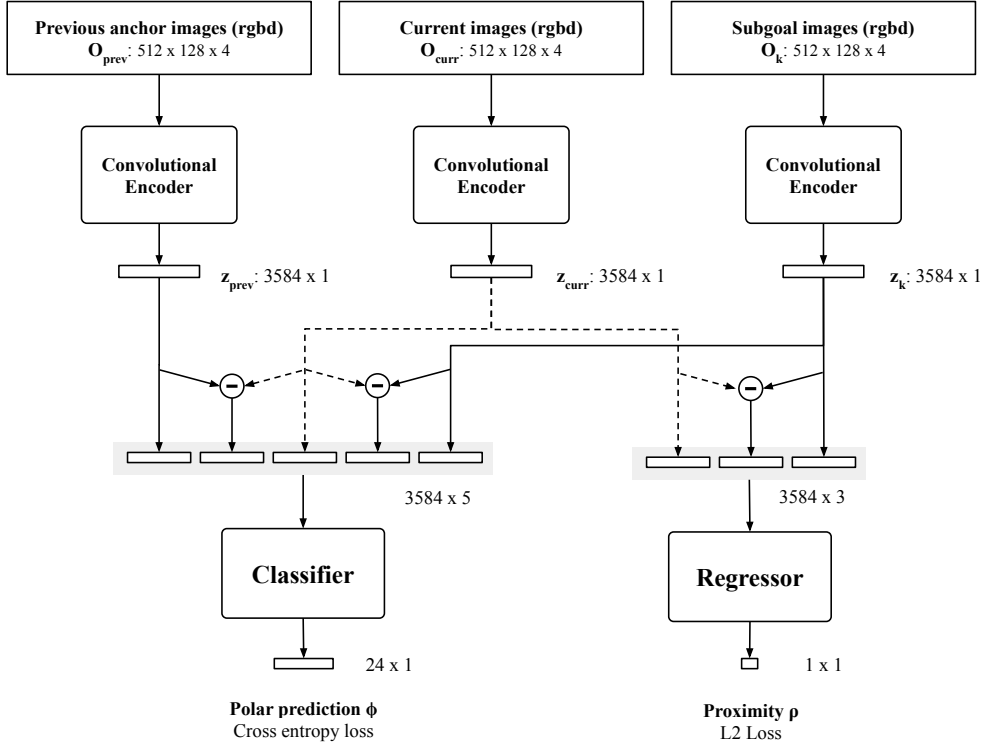 Previous anchor images (rgbd)
O_prev: 512 x 128 x 4
Current images (rgbd)
O_curr: 512 x 128 x 4
Subgoal images (rgbd)
O_k: 512 x 128 x 4
Convolutional
Encoder
Convolutional
Encoder
Convolutional
Encoder
z_prev: 3584 x 1
z_curr: 3584 x 1
z_k: 3584 x 1
−
−
−
3584 x 5
3584 x 3
Classifier
Regressor
24 x 1
1 x 1
Polar prediction ϕ
Cross entropy loss
Proximity ρ
L2 Loss